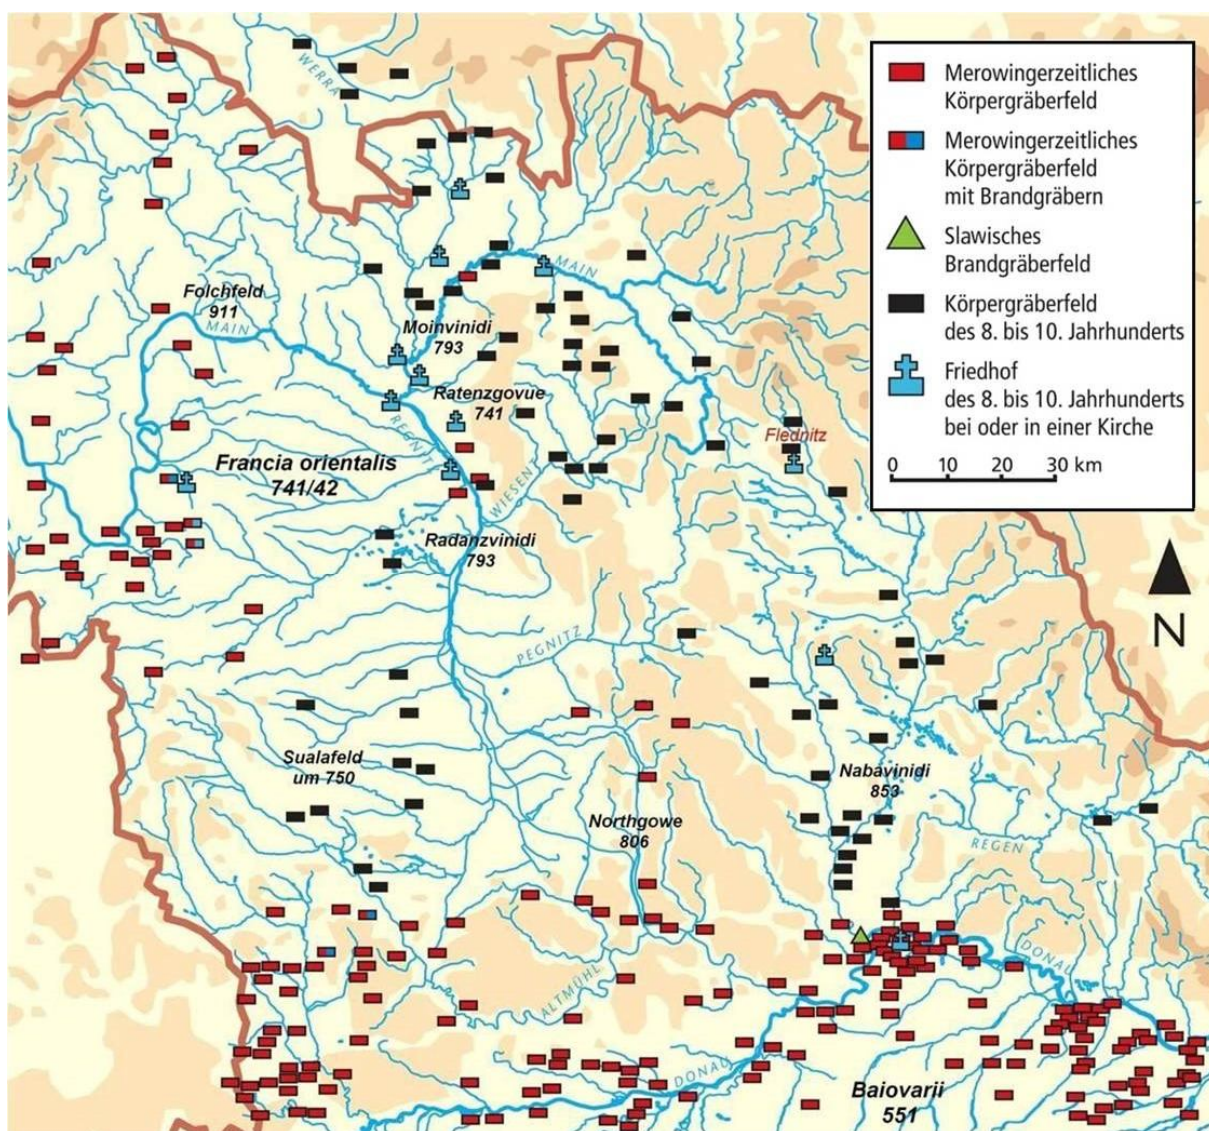 WERRA
Merowingerzeitliches
Körpergräberfeld
Merowingerzeitliches
Körpergräberfeld
mit Brandgräbern
Slawisches
Brandgräberfeld
Körpergräberfeld
des 8. bis 10. Jahrhunderts
Friedhof
des 8. bis 10. Jahrhunderts
bei oder in einer Kirche
0 10 20 30 km
N
MAIN
Folchfeld
911
MAIN
Moinvinidi
793
Ratenzgovue
741
REGNITZ
Flednitz
Francia orientalis
741/42
WIESENT
Radanzvinidi
793
PEGNITZ
Sualafeld
um 750
Nabavinidi
853
Northgowe
806
REGEN
DONAU
ALTMÜHL
DONAU
Baiovarii
551